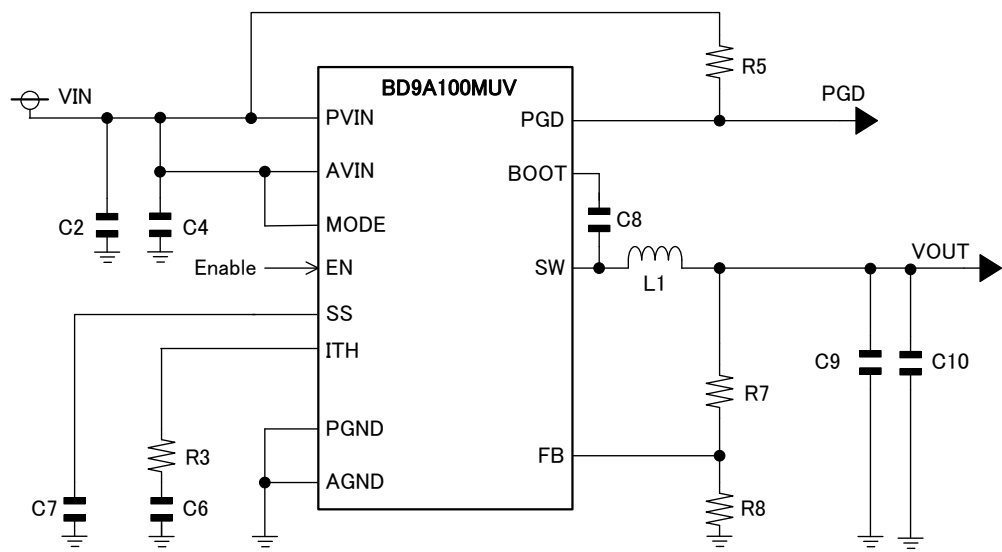 BD9A100MUV
VIN
R5
PGD
PVIN
PGD
AVIN
BOOT
C2
C4
MODE
C8
Enable
EN
SW
L1
VOUT
SS
ITH
C9
C10
R7
PGND
R3
FB
AGND
C7
C6
R8